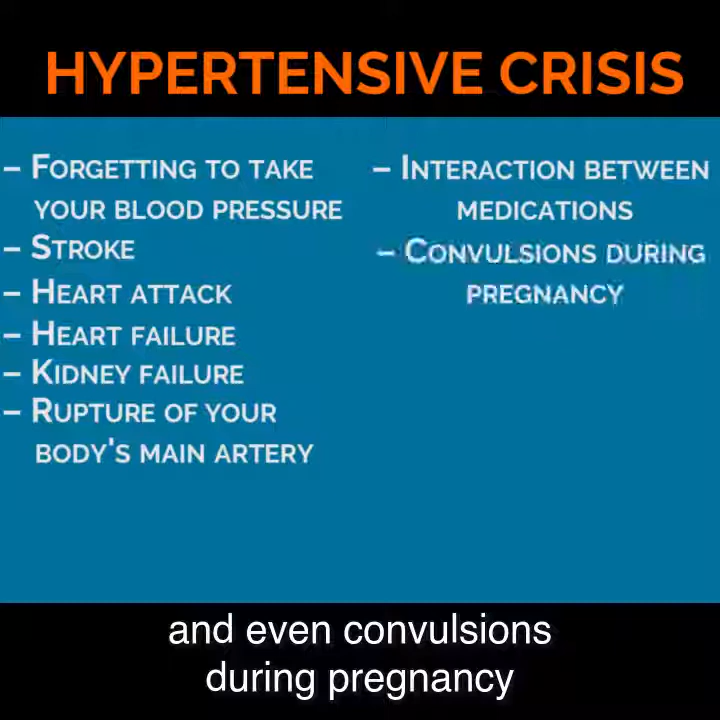 HYPERTENSIVE CRISIS
– FORGETTING TO TAKE
YOUR BLOOD PRESSURE
– STROKE
– HEART ATTACK
– HEART FAILURE
– KIDNEY FAILURE
– RUPTURE OF YOUR
BODY'S MAIN ARTERY
– INTERACTION BETWEEN
MEDICATIONS
– CONVULSIONS DURING
PREGNANCY
and even convulsions
during pregnancy